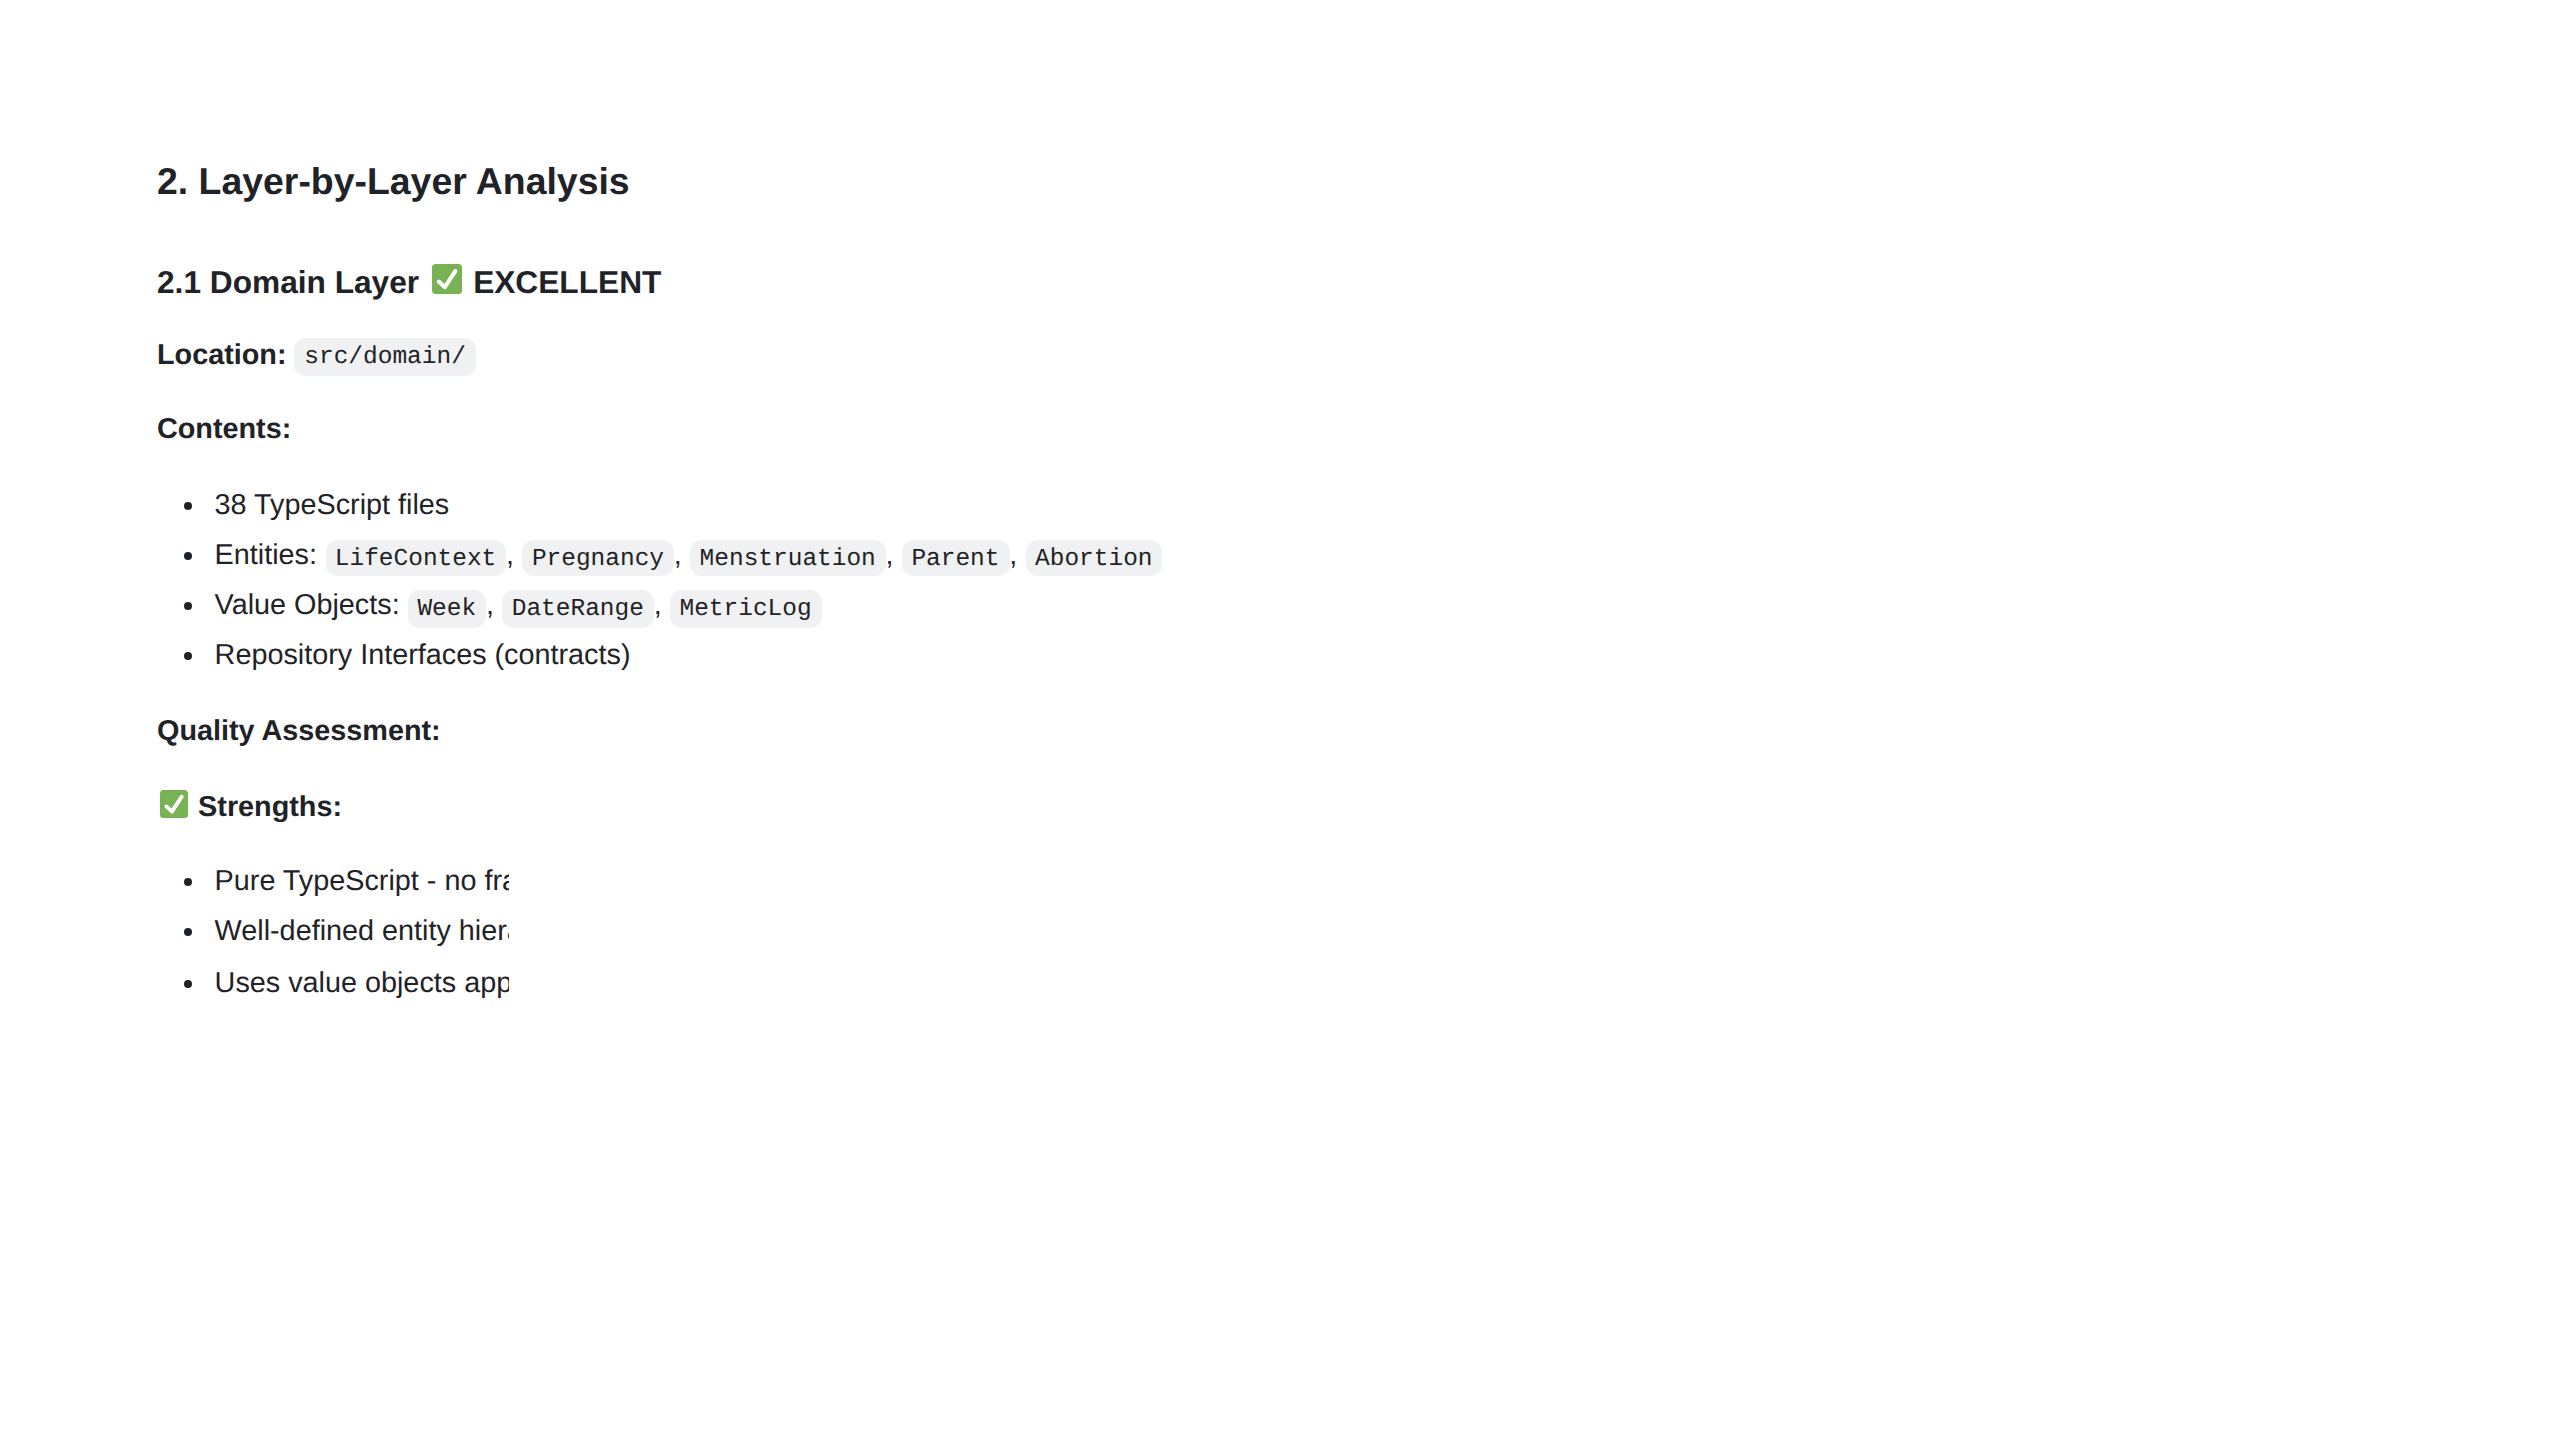 2. Layer-by-Layer Analysis
2.1 Domain Layer ✅ EXCELLENT
Location: src/domain/
Contents:
• 38 TypeScript files
• Entities: LifeContext, Pregnancy, Menstruation, Parent, Abortion
• Value Objects: Week, DateRange, MetricLog
• Repository Interfaces (contracts)
Quality Assessment:
✅ Strengths:
• Pure TypeScript - no
• Well-defined entity
• Uses value objects